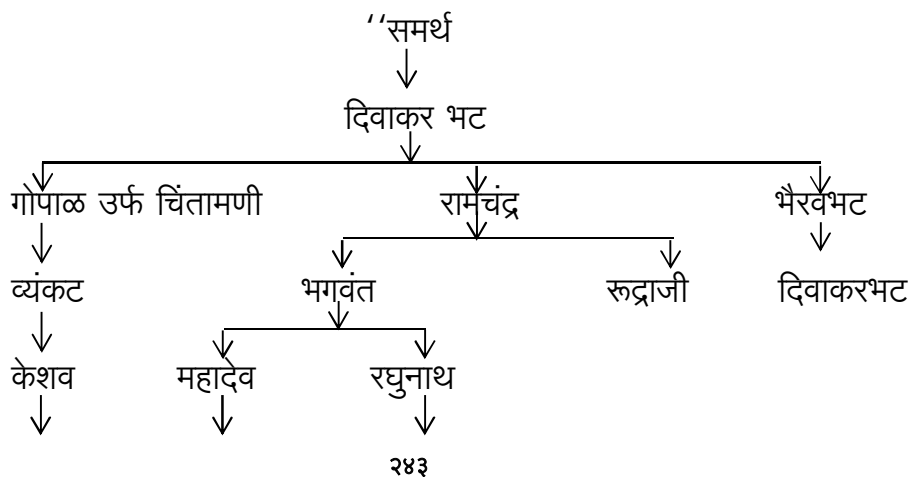 ‘‘समर्थ
दिवाकर भट
गोपाळ उर्फ चिंतामणी रामचंद्र भैरवभट
व्यंकट भगवंत रूद्राजी दिवाकरभट
केशव महादेव रघुनाथ
२४३